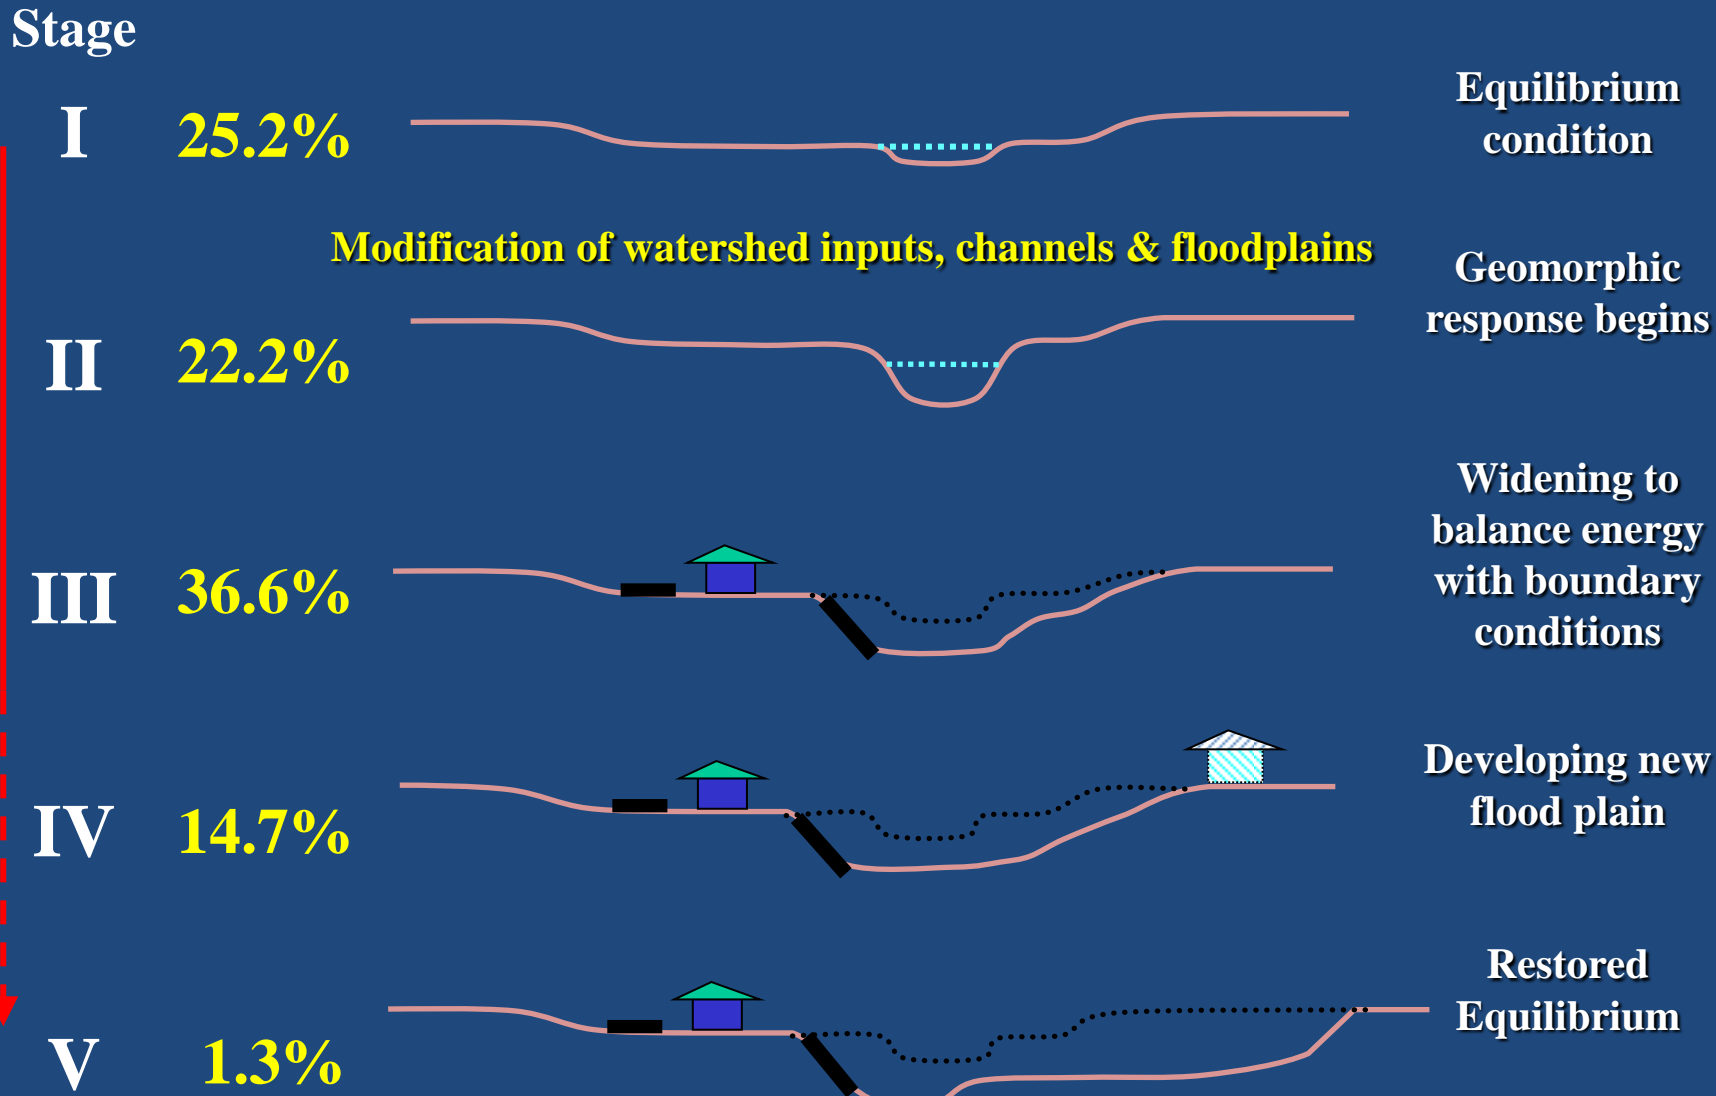 Stage
I
25.2%
Equilibrium
condition
Modification of watershed inputs, channels & floodplains
II
22.2%
Geomorphic
response begins
III
36.6%
Widening to
balance energy
with boundary
conditions
IV
14.7%
Developing new
flood plain
V
1.3%
Restored
Equilibrium